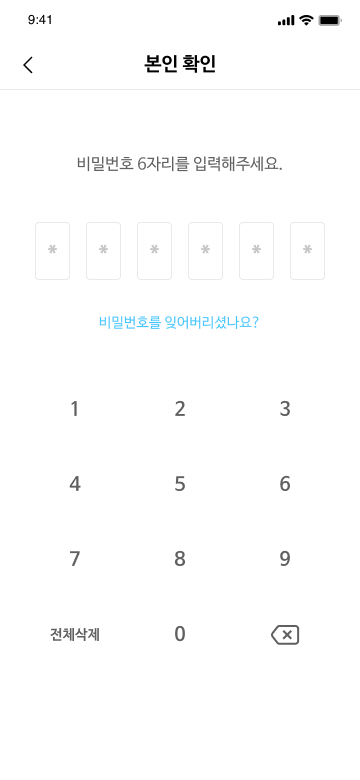 9:41
본인 확인
비밀번호 6자리를 입력해주세요.
* * * * * *
비밀번호를 잊어버리셨나요?
1 2 3
4 5 6
7 8 9
전체삭제 0